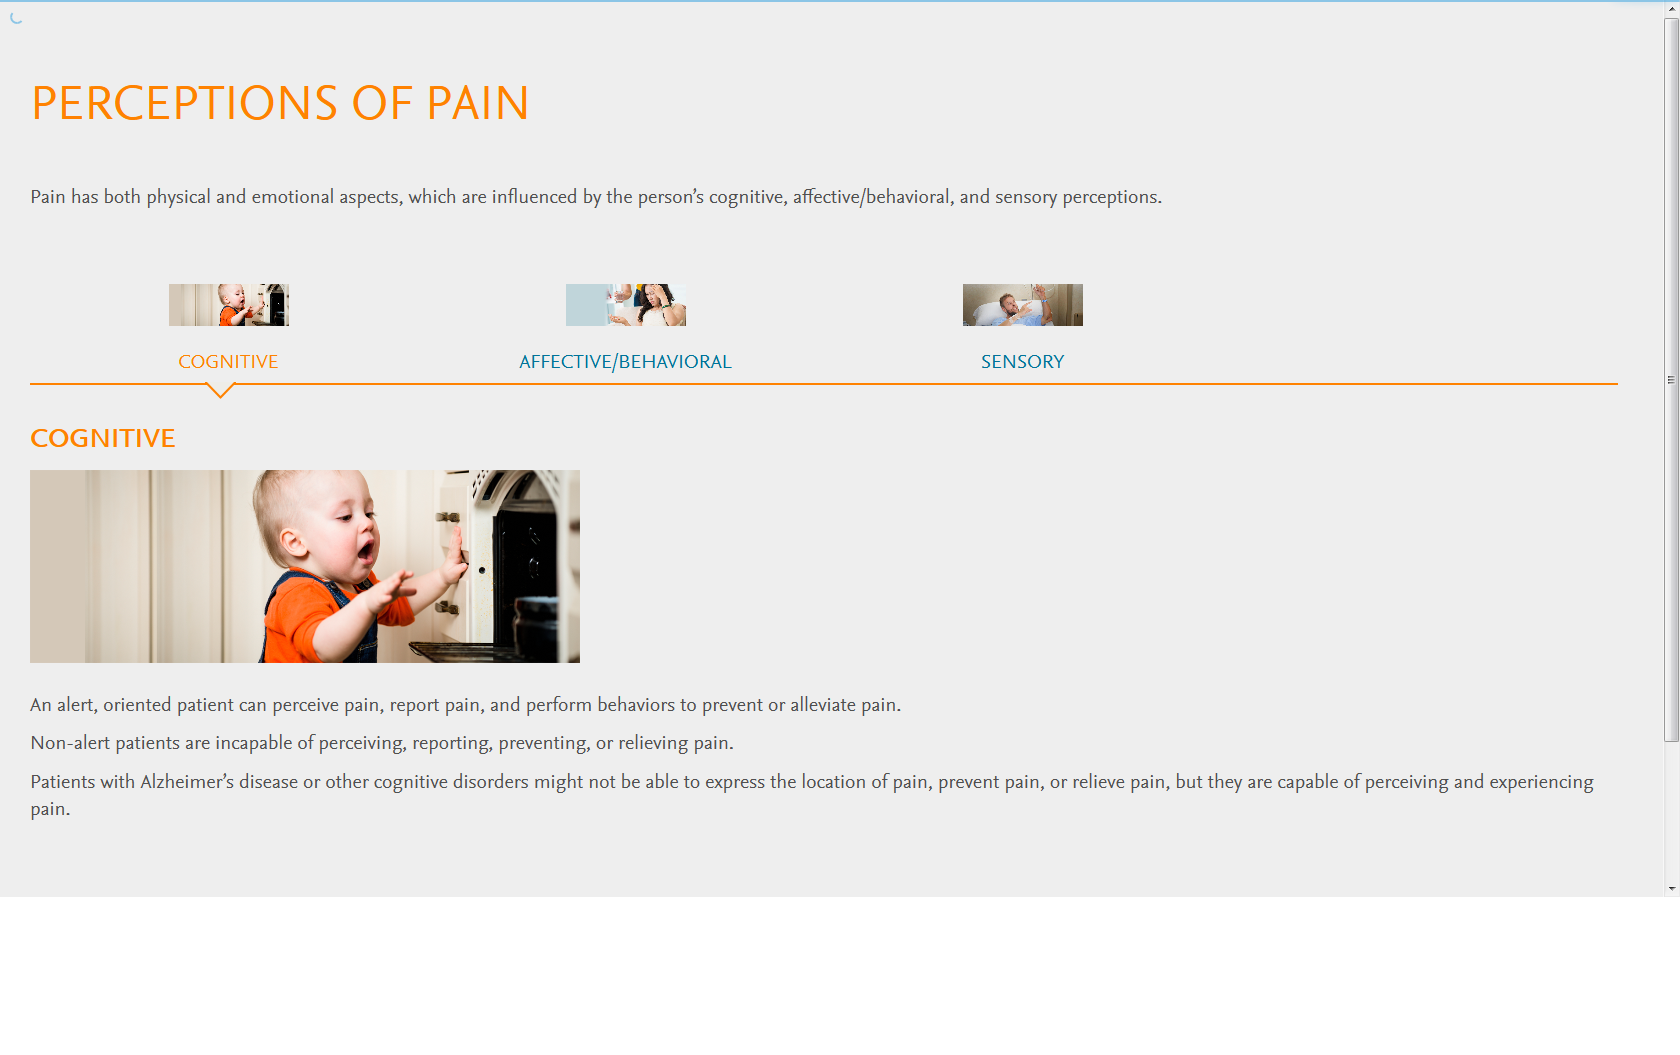 PERCEPTIONS OF PAIN
Pain has both physical and emotional aspects, which are influenced by the person’s cognitive, affective/behavioral, and sensory perceptions.
COGNITIVE
AFFECTIVE/BEHAVIORAL
SENSORY
COGNITIVE
An alert, oriented patient can perceive pain, report pain, and perform behaviors to prevent or alleviate pain.
Non-alert patients are incapable of perceiving, reporting, preventing, or relieving pain.
Patients with Alzheimer’s disease or other cognitive disorders might not be able to express the location of pain, prevent pain, or relieve pain, but they are capable of perceiving and experiencing
pain.